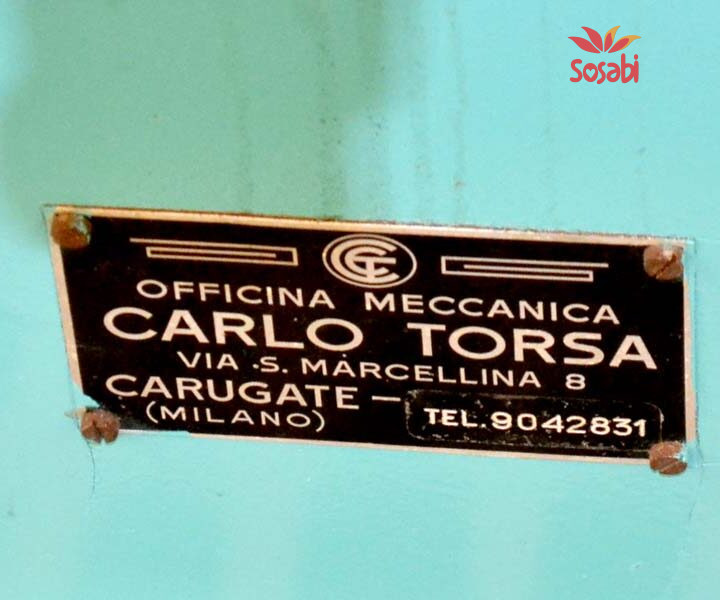 Sosabi
OFFICINA MECCANICA
CARLO TORSA
VIA S. MARCELLINA 8
CARUGATE —
(MILANO)
TEL. 9042831